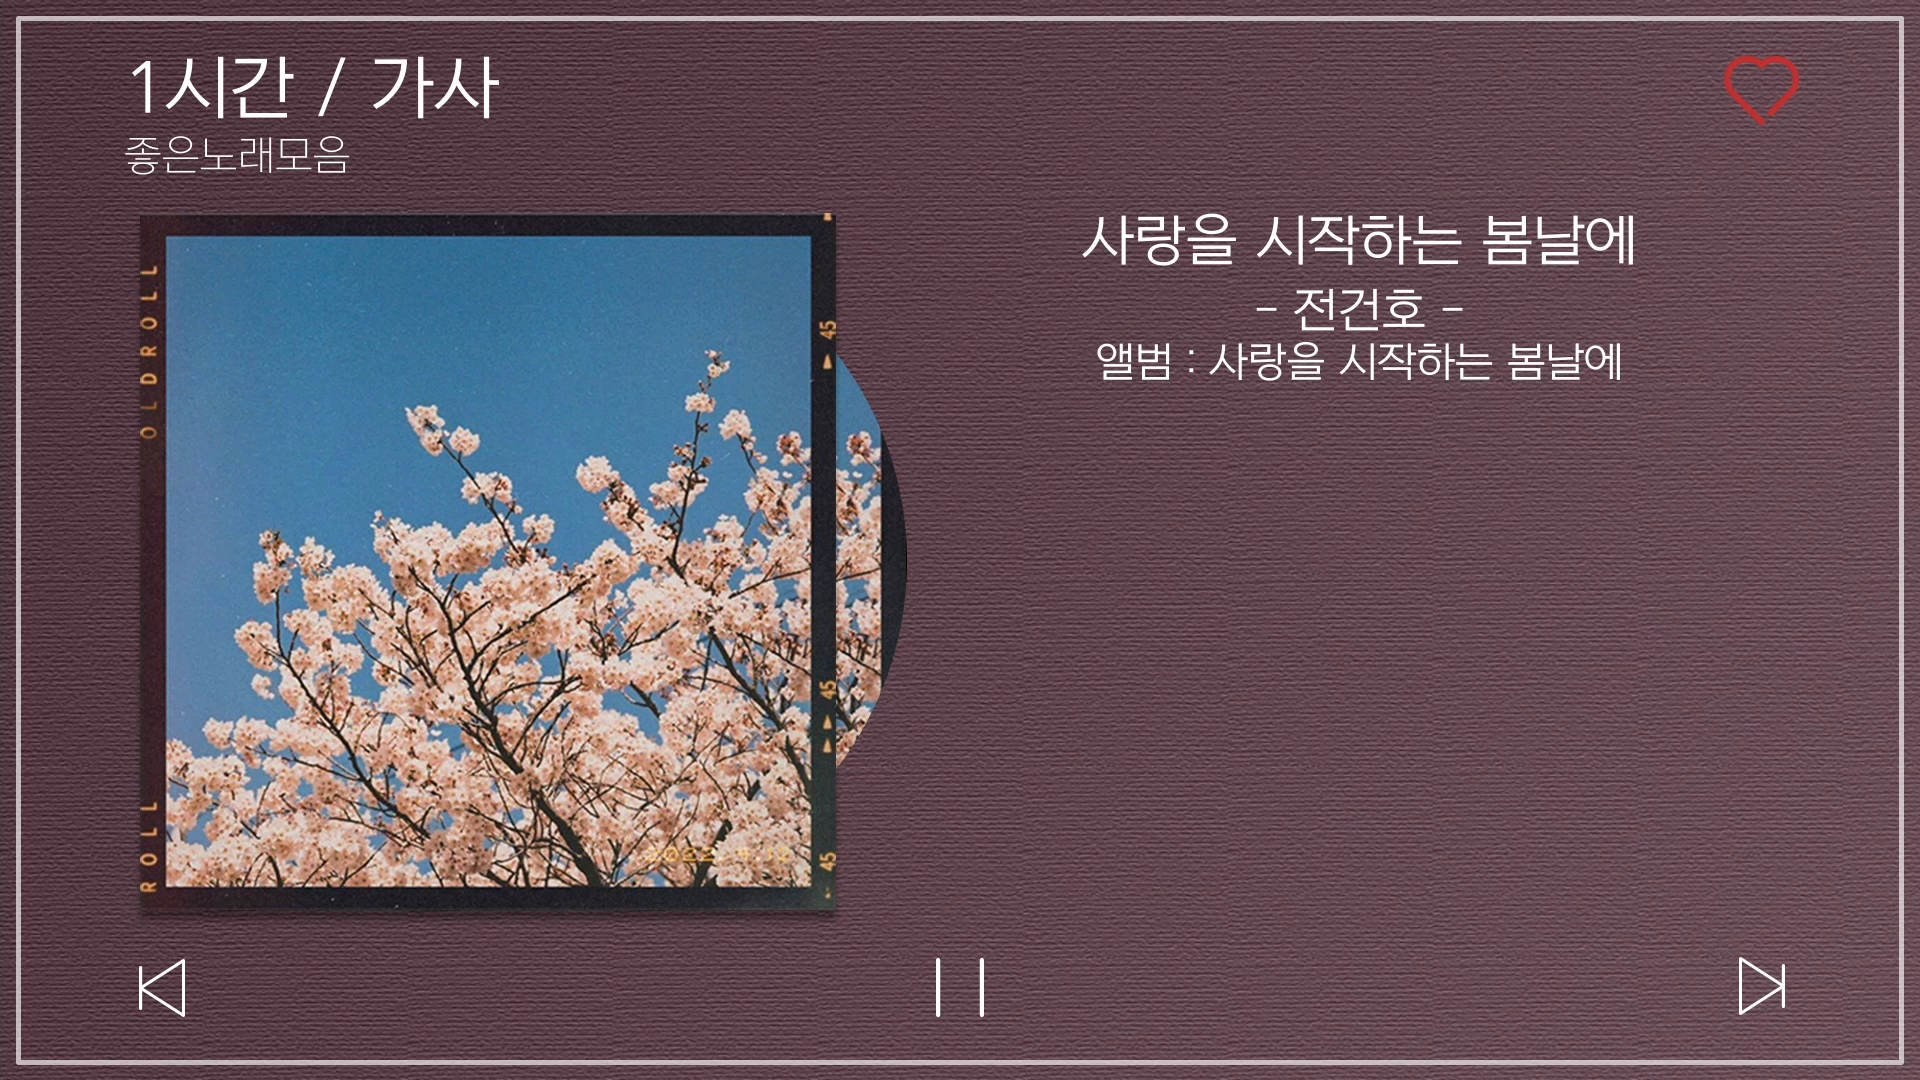 1시간 / 가사
좋은노래모음
사랑을 시작하는 봄날에
- 전건호 -
앨범 : 사랑을 시작하는 봄날에
OLDROLL
ROLL
45
45
45